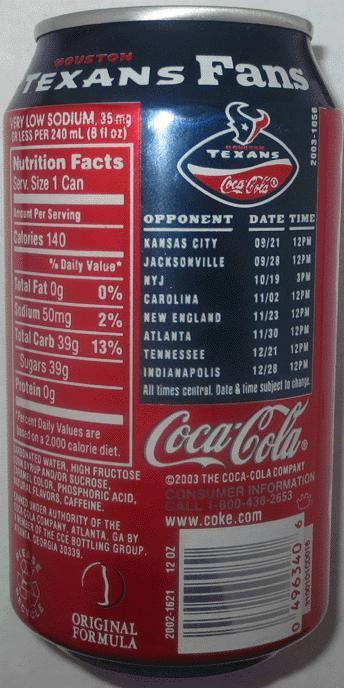 HOUSTON
TEXANS Fans
VERY LOW SODIUM, 35 mg
OR LESS PER 240 mL (8 fl oz)
Nutrition Facts
Serv. Size 1 Can
Amount Per Serving
Calories 140
% Daily Value*
Total Fat 0g 0%
Sodium 50mg 2%
Total Carb 39g 13%
Sugars 39g
Protein 0g
*Percent Daily Values are
based on a 2,000 calorie diet.
CARBONATED WATER, HIGH FRUCTOSE
CORN SYRUP AND/OR SUCROSE,
CARAMEL COLOR, PHOSPHORIC ACID,
NATURAL FLAVORS, CAFFEINE.
CANNED UNDER AUTHORITY OF THE
COCA-COLA COMPANY, ATLANTA, GA BY
A MEMBER OF THE CCE BOTTLING GROUP,
ATLANTA, GEORGIA 30339.
PLEASE
ORIGINAL
FORMULA
2003-1058
HOUSTON
TEXANS
Coca-Cola®
OPPONENT DATE TIME
KANSAS CITY 09/21 12PM
JACKSONVILLE 09/28 12PM
NYJ 10/19 3PM
CAROLINA 11/02 12PM
NEW ENGLAND 11/23 12PM
ATLANTA 11/30 12PM
TENNESSEE 12/21 12PM
INDIANAPOLIS 12/28 12PM
All times central. Date & time subject to change.
Coca-Cola®
©2003 THE COCA-COLA COMPANY
CONSUMER INFORMATION
CALL 1-800-438-2653
www.coke.com
2002-1621 12 OZ
0 496340 6